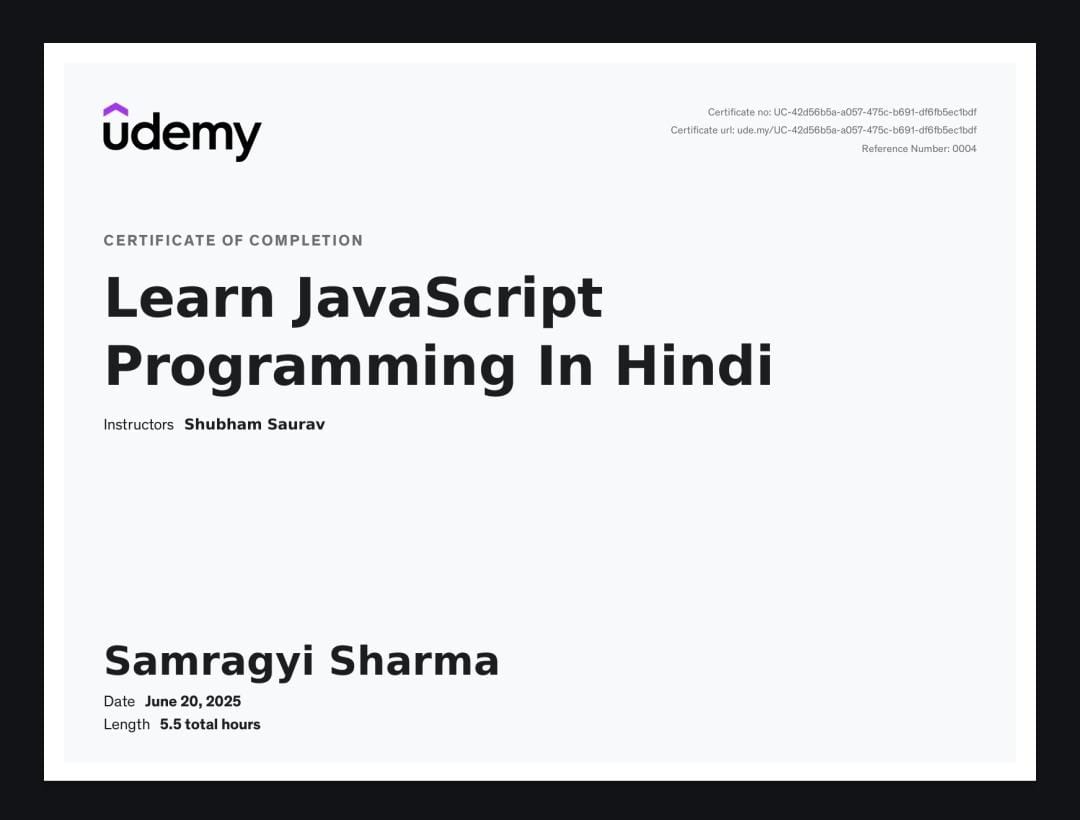 udemy
Certificate no: UC-42d56b5a-a057-475c-b691-df6fb5ec1bdf
Certificate url: ude.my/UC-42d56b5a-a057-475c-b691-df6fb5ec1bdf
Reference Number: 0004
CERTIFICATE OF COMPLETION
Learn JavaScript
Programming In Hindi
Instructors Shubham Saurav
Samragyi Sharma
Date June 20, 2025
Length 5.5 total hours